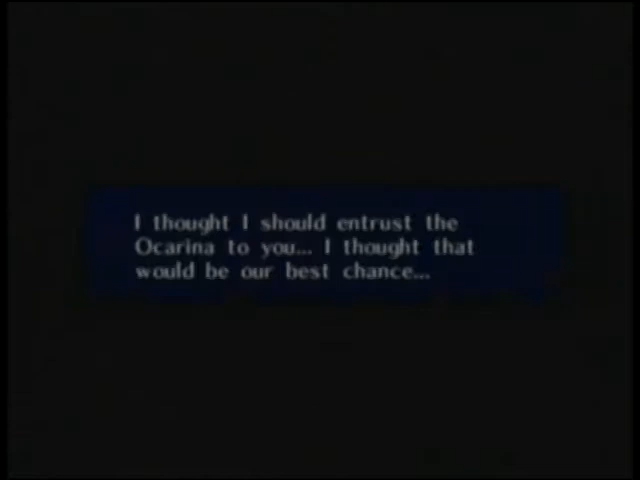 I thought I should entrust the
Ocarina to you... I thought that
would be our best chance...